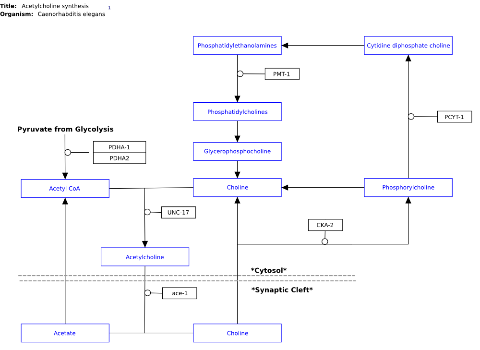 Title: Acetylcholine synthesis 1
Organism: Caenorhabditis elegans
Phosphatidylethanolamines
Cytidine diphosphate choline
PMT-1
Phosphatidylcholines
PCYT-1
Pyruvate from Glycolysis
PDHA-1
PDHA2
Glycerophosphocholine
Acetyl CoA
Choline
Phosphorylcholine
UNC-17
CKA-2
Acetylcholine
*Cytosol*
*Synaptic Cleft*
ace-1
Acetate
Choline